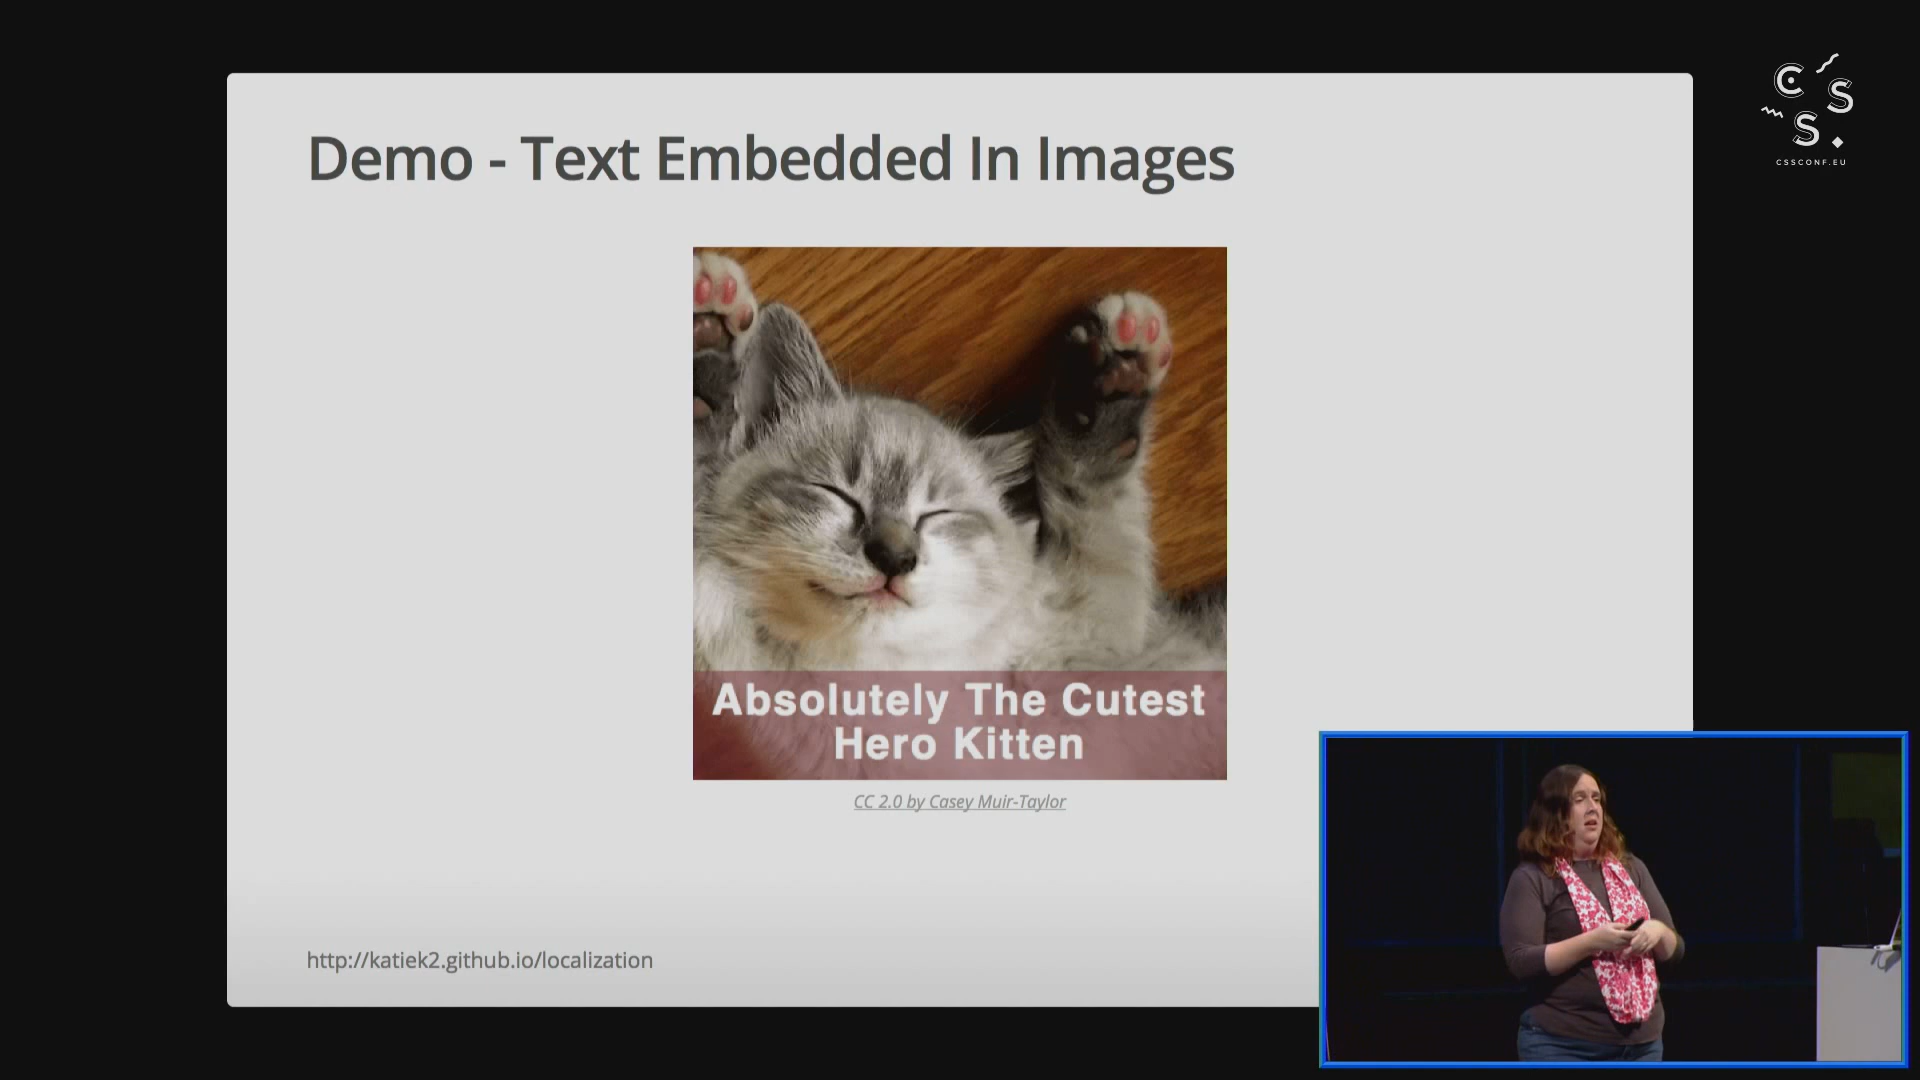 Demo - Text Embedded In Images
Absolutely The Cutest
Hero Kitten
CC 2.0 by Casey Muir-Taylor
http://katiek2.github.io/localization
CSS
CSSCONF.EU